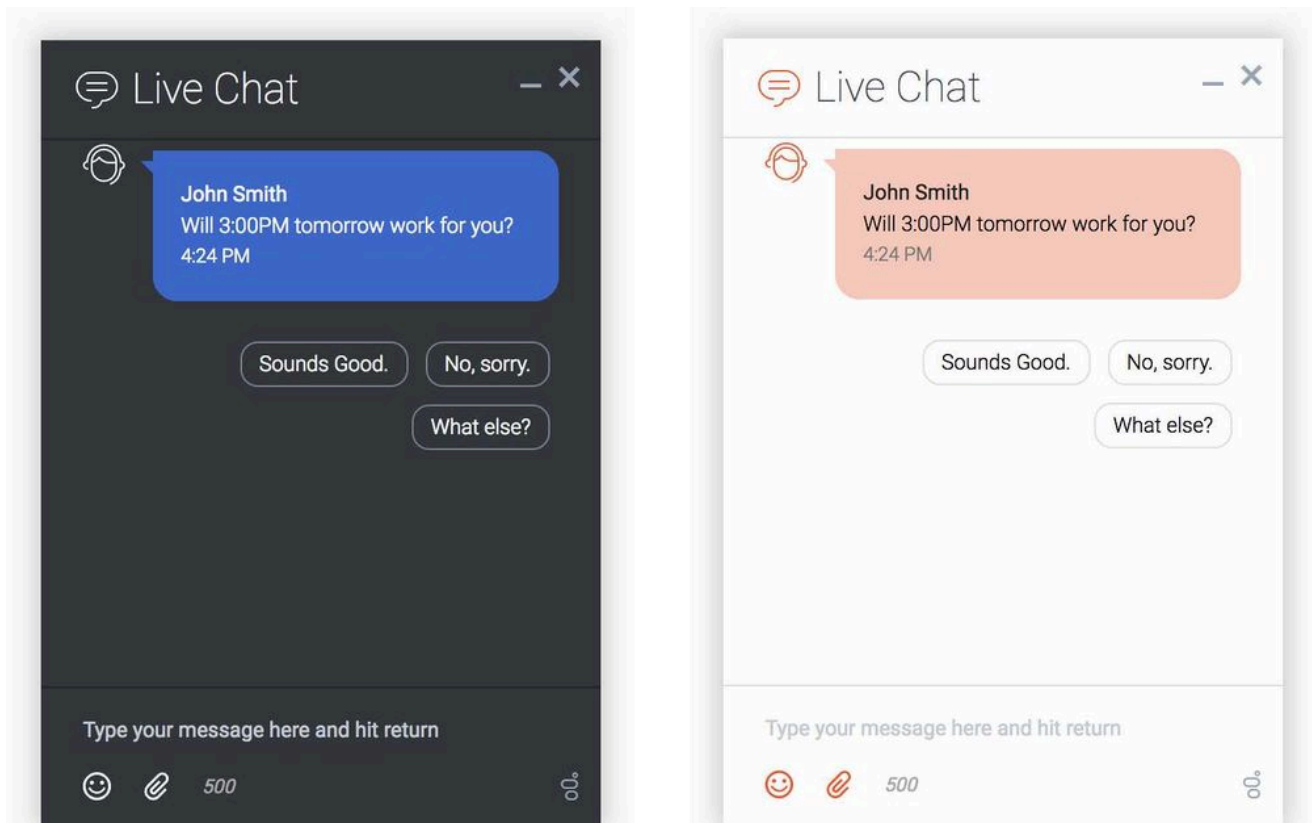 Live Chat
John Smith
Will 3:00PM tomorrow work for you?
4:24 PM
Sounds Good.
No, sorry.
What else?
Type your message here and hit return
500
Live Chat
John Smith
Will 3:00PM tomorrow work for you?
4:24 PM
Sounds Good.
No, sorry.
What else?
Type your message here and hit return
500